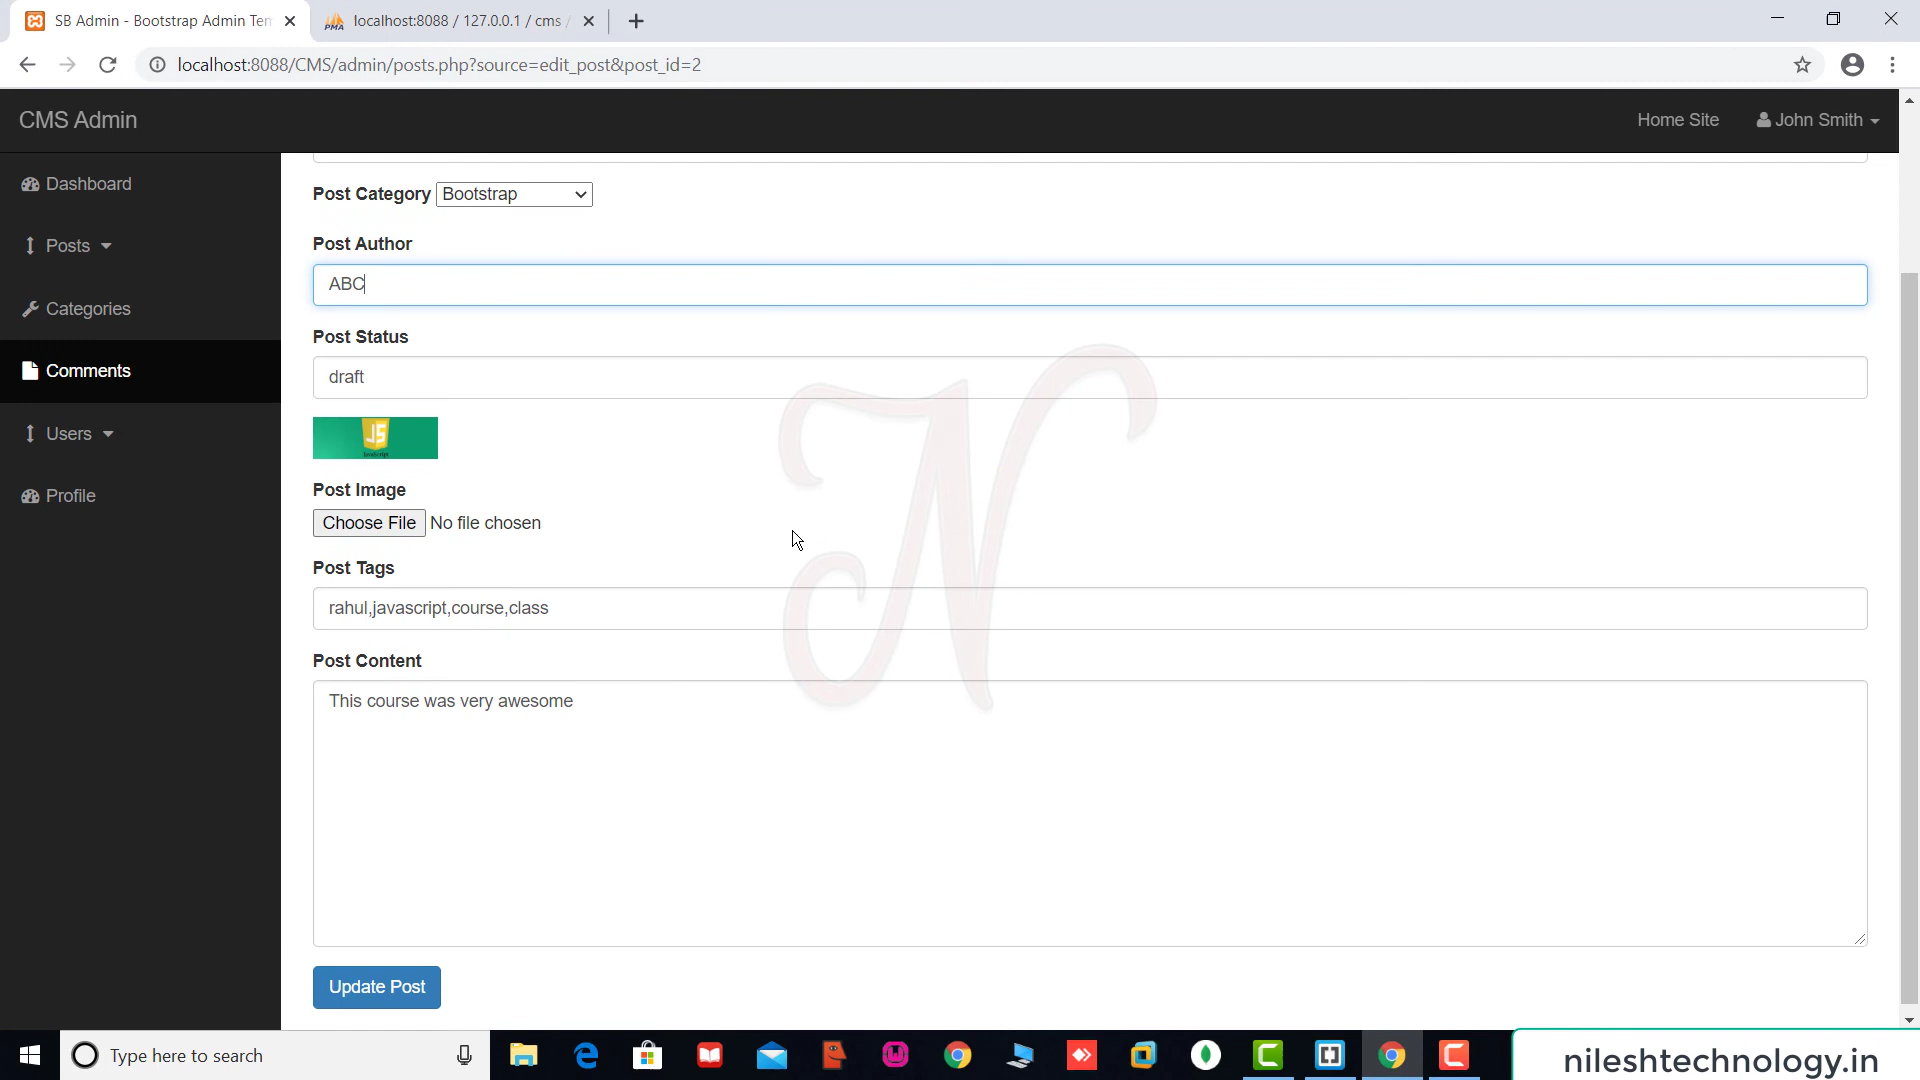 SB Admin - Bootstrap Admin Tem
localhost:8088 / 127.0.0.1 / cms /
localhost:8088/CMS/admin/posts.php?source=edit_post&post_id=2
CMS Admin
Home Site
John Smith
Dashboard
Posts
Categories
Comments
Users
Profile
Post Category Bootstrap
Post Author
ABC
Post Status
draft
JS
JavaScript
Post Image
Choose File No file chosen
Post Tags
rahul,javascript,course,class
Post Content
This course was very awesome
Update Post
N
Type here to search
nileshtechnology.in